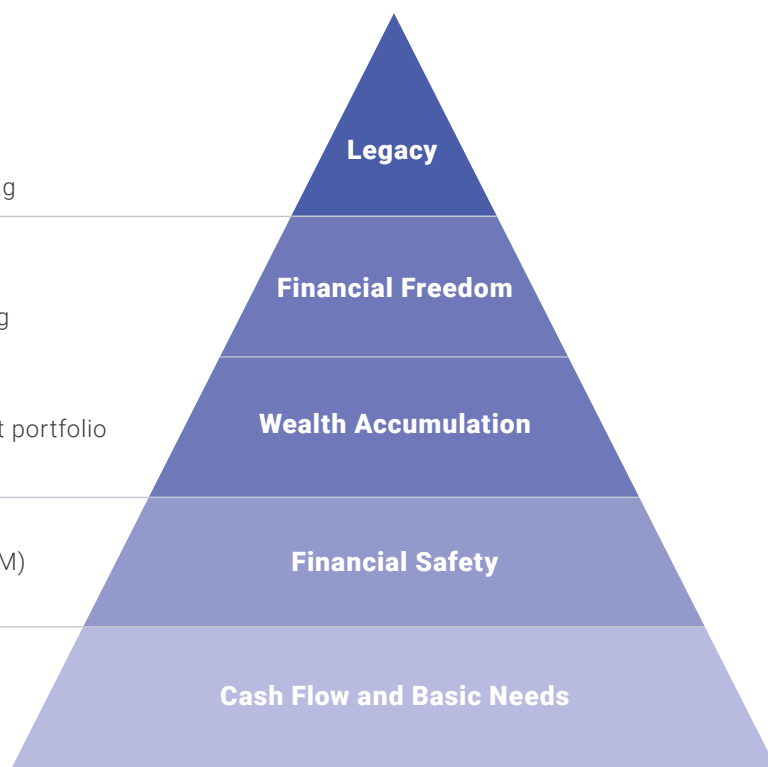 Legacy
g
Financial Freedom
g
Wealth Accumulation
t portfolio
Financial Safety
M)
Cash Flow and Basic Needs